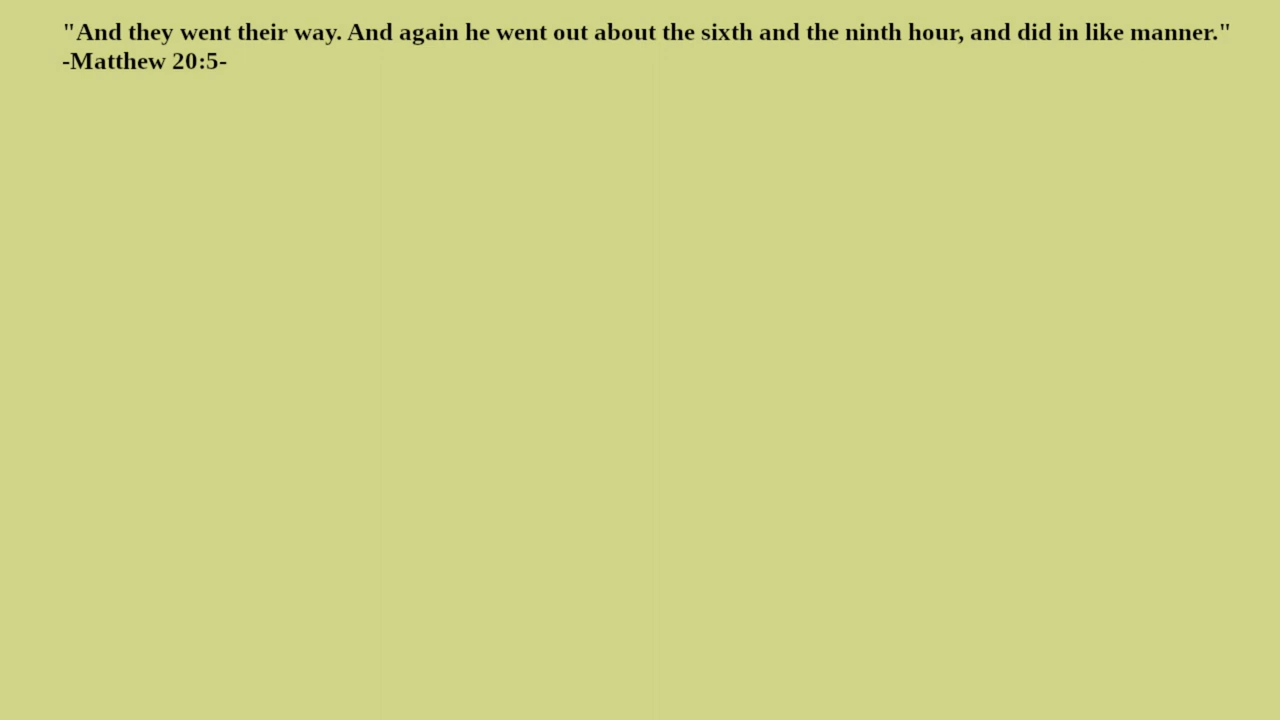 "And they went their way. And again he went out about the sixth and the ninth hour, and did in like manner."
-Matthew 20:5-